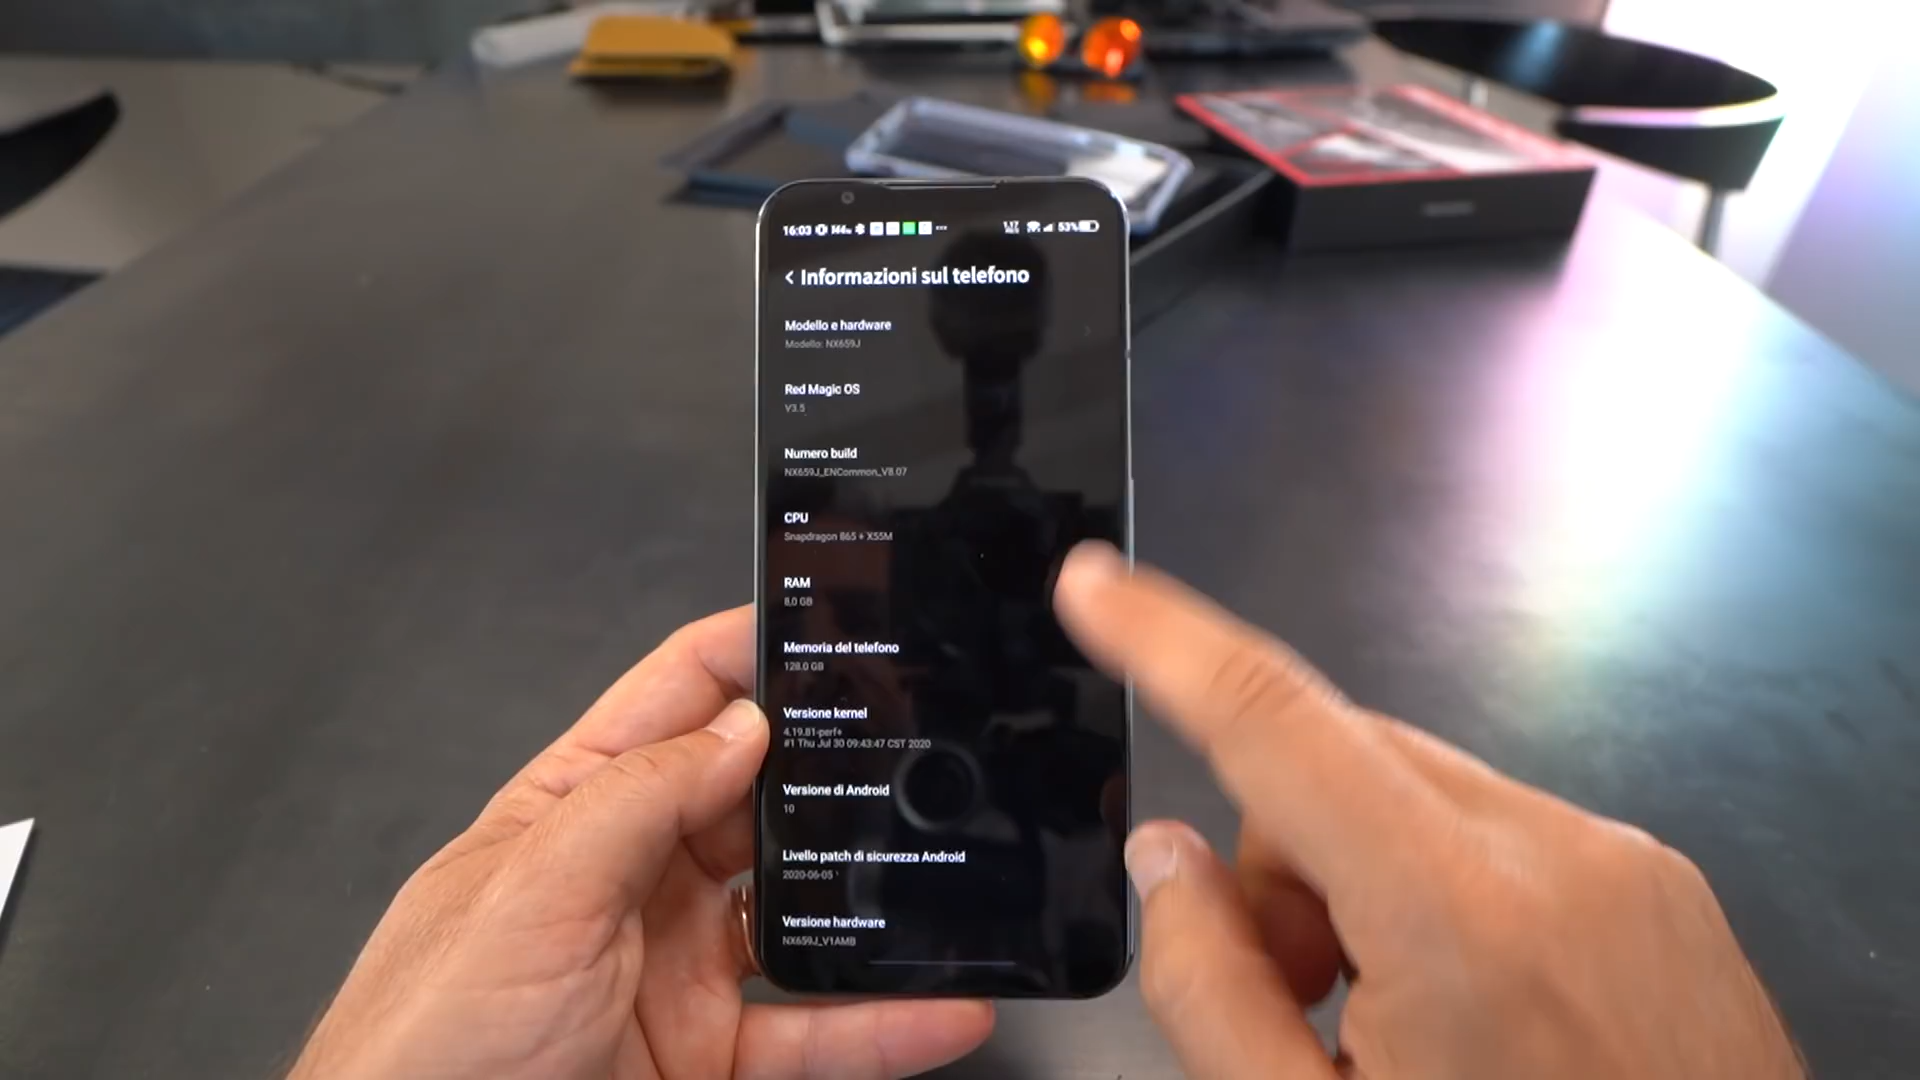 16:03 53%
Informazioni sul telefono
Modello e hardware
Modello: NX659J
Red Magic OS
V3.5
Numero build
NX659J_ENCommon_V8.07
CPU
Snapdragon 865 + X55M
RAM
8,0 GB
Memoria del telefono
128.0 GB
Versione kernel
4.19.81-perf+
#1 Thu Jul 30 09:43:47 CST 2020
Versione di Android
10
Livello patch di sicurezza Android
2020-06-05
Versione hardware
NX659J_V1AMB